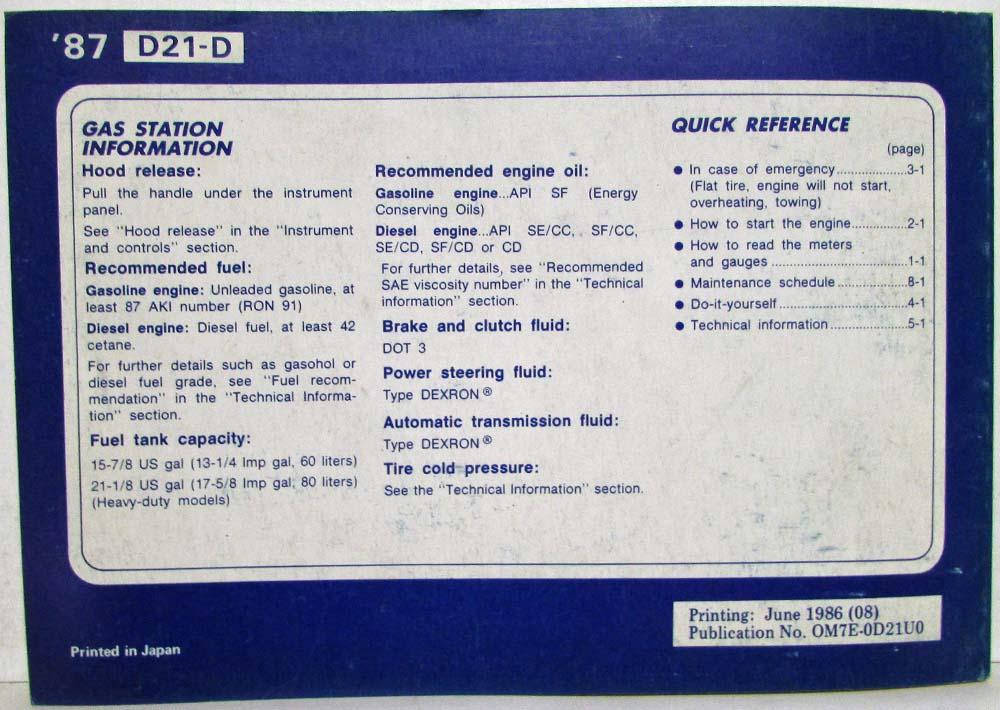 '87 D21-D
GAS STATION
INFORMATION
Hood release:
Pull the handle under the instrument
panel.
See "Hood release" in the "Instrument
and controls" section.
Recommended fuel:
Gasoline engine: Unleaded gasoline, at
least 87 AKI number (RON 91)
Diesel engine: Diesel fuel, at least 42
cetane.
For further details such as gasohol or
diesel fuel grade, see "Fuel recom-
mendation" in the "Technical Informa-
tion" section.
Fuel tank capacity:
15-7/8 US gal (13-1/4 Imp gal, 60 liters)
21-1/8 US gal (17-5/8 Imp gal, 80 liters)
(Heavy-duty models)
Recommended engine oil:
Gasoline engine...API SF (Energy
Conserving Oils)
Diesel engine...API SE/CC, SF/CC,
SE/CD, SF/CD or CD
For further details, see "Recommended
SAE viscosity number" in the "Technical
information" section.
Brake and clutch fluid:
DOT 3
Power steering fluid:
Type DEXRON®
Automatic transmission fluid:
Type DEXRON®
Tire cold pressure:
See the "Technical Information" section.
QUICK REFERENCE
(page)
● In case of emergency..................3-1
(Flat tire, engine will not start,
overheating, towing)
● How to start the engine..............2-1
● How to read the meters
and gauges ...................................1-1
● Maintenance schedule..................8-1
● Do-it-yourself................................4-1
● Technical information...................5-1
Printing: June 1986 (08)
Publication No. OM7E-0D21U0
Printed in Japan